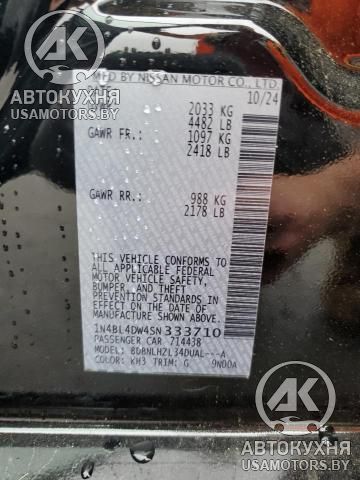 АК
АВТОКУХНЯ
USAMOTORS.BY
MFD BY NISSAN MOTOR CO., LTD.
10/24
2033 KG
4482 LB
GAWR FR.: 1097 KG
2418 LB
GAWR RR.: 988 KG
2178 LB
THIS VEHICLE CONFORMS TO
ALL APPLICABLE FEDERAL
MOTOR VEHICLE SAFETY,
BUMPER, AND THEFT
PREVENTION STANDARDS
IN EFFECT ON THE DATE OF
MANUFACTURE SHOWN ABOVE.
1N4BL4DW4SN333710
PASSENGER CAR 714438
MODEL: BDBNLHZL34DUAL---A
COLOR: KH3 TRIM: G 9N00A
АК
АВТОКУХНЯ
USAMOTORS.BY